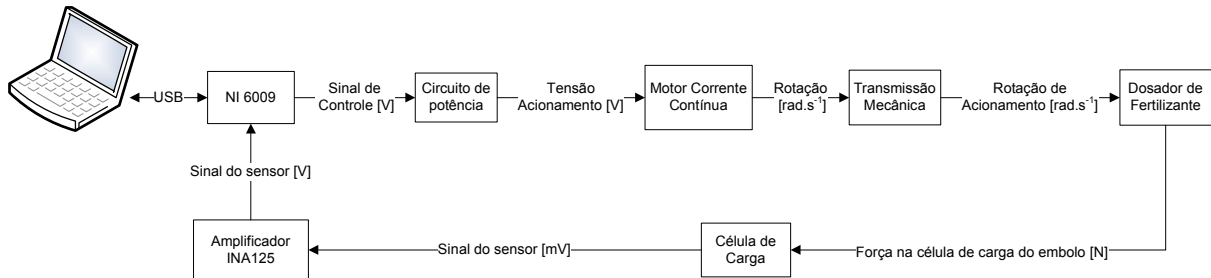 USB
NI 6009
Sinal de
Controle [V]
Circuito de
potência
Tensão
Acionamento [V]
Motor Corrente
Contínua
Rotação
[rad.s⁻¹]
Transmissão
Mecânica
Rotação de
Acionamento [rad.s⁻¹]
Dosador de
Fertilizante
Sinal do sensor [V]
Amplificador
INA125
Sinal do sensor [mV]
Célula de
Carga
Força na célula de carga do embolo [N]